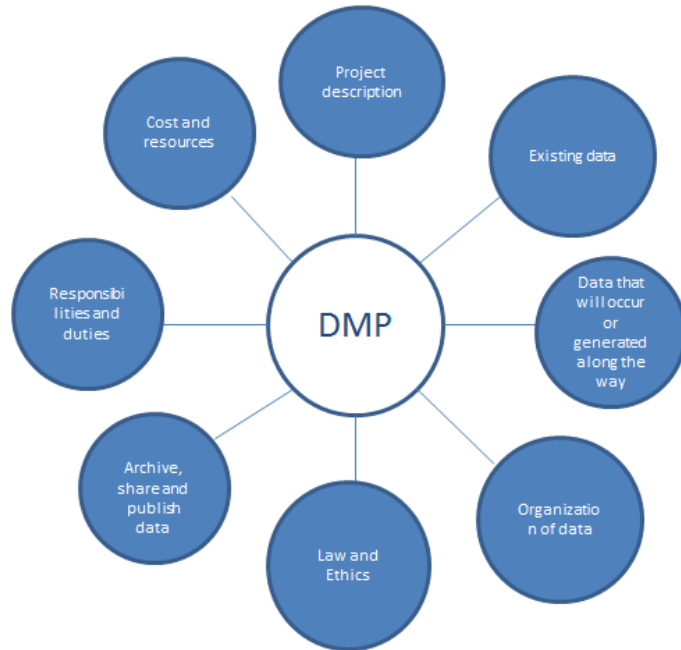 Project
description
Existing data
Data that
will occur
or
generated
along the
way
Organizatio
n of data
Law and
Ethics
Archive,
share and
publish
data
Responsibi
lities and
duties
Cost and
resources
DMP